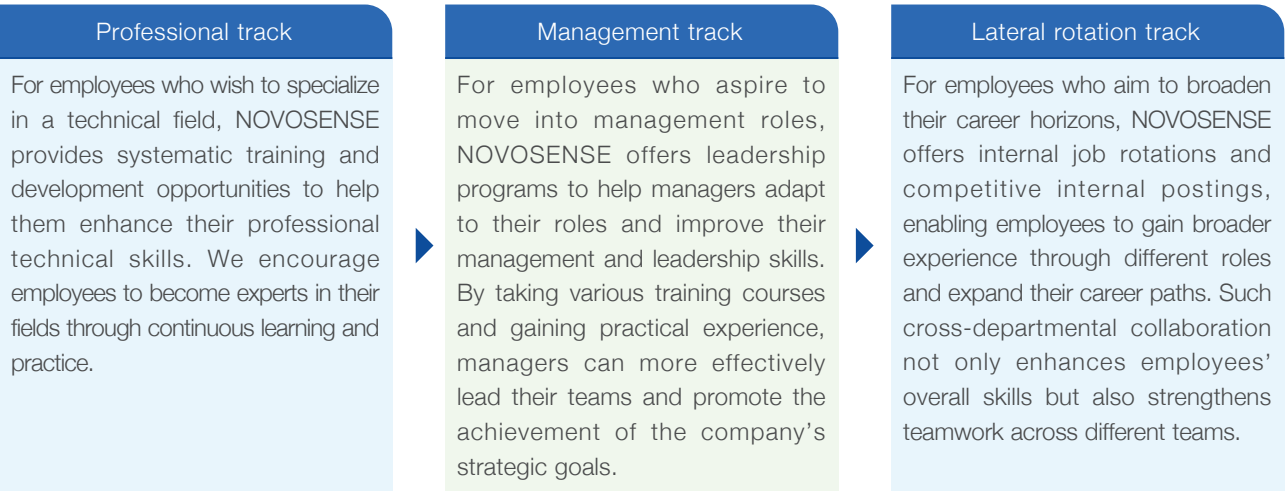 Professional track
For employees who wish to specialize
in a technical field, NOVOSENSE
provides systematic training and
development opportunities to help
them enhance their professional
technical skills. We encourage
employees to become experts in their
fields through continuous learning and
practice.
Management track
For employees who aspire to
move into management roles,
NOVOSENSE offers leadership
programs to help managers adapt
to their roles and improve their
management and leadership skills.
By taking various training courses
and gaining practical experience,
managers can more effectively
lead their teams and promote the
achievement of the company’s
strategic goals.
Lateral rotation track
For employees who aim to broaden
their career horizons, NOVOSENSE
offers internal job rotations and
competitive internal postings,
enabling employees to gain broader
experience through different roles
and expand their career paths. Such
cross-departmental collaboration
not only enhances employees’
overall skills but also strengthens
teamwork across different teams.